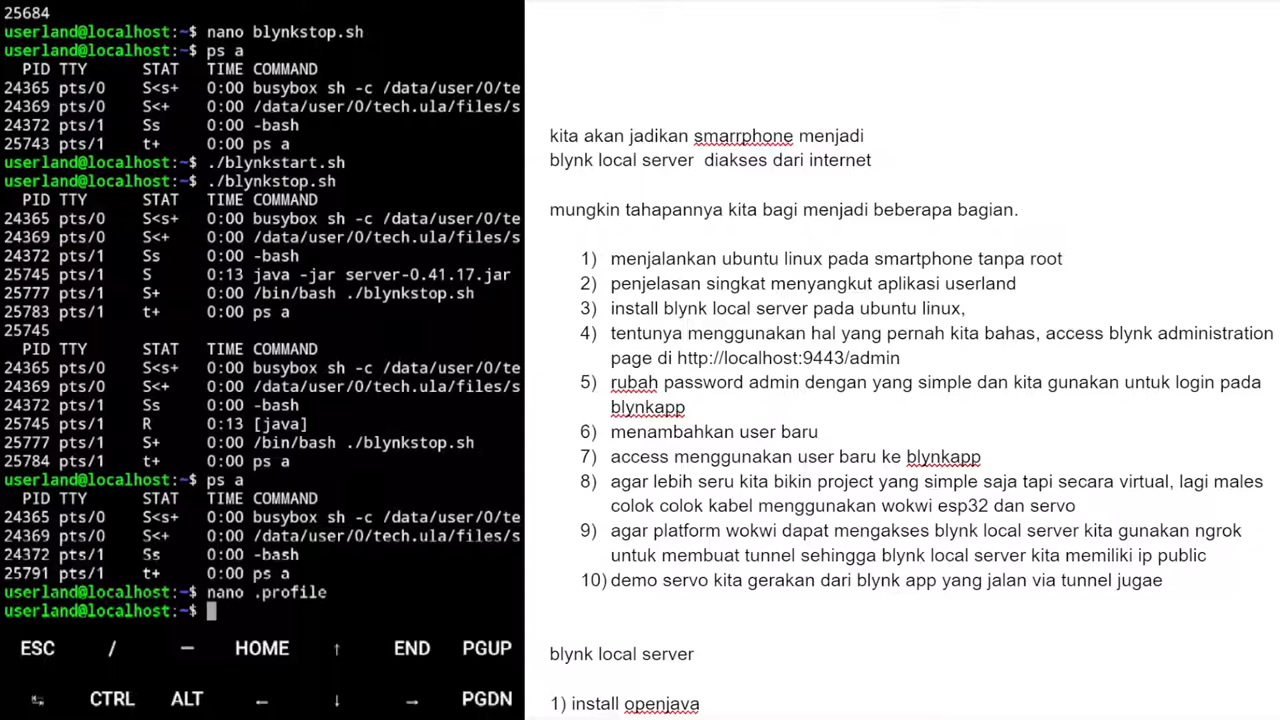 25684
userland@localhost:~$ nano blynkstop.sh
userland@localhost:~$ ps a
PID TTY STAT TIME COMMAND
24365 pts/0 S<s+ 0:00 busybox sh -c /data/user/0/te
24369 pts/0 S<+ 0:00 /data/user/0/tech.ula/files/s
24372 pts/1 Ss 0:00 -bash
25743 pts/1 t+ 0:00 ps a
userland@localhost:~$ ./blynkstart.sh
userland@localhost:~$ ./blynkstop.sh
PID TTY STAT TIME COMMAND
24365 pts/0 S<s+ 0:00 busybox sh -c /data/user/0/te
24369 pts/0 S<+ 0:00 /data/user/0/tech.ula/files/s
24372 pts/1 Ss 0:00 -bash
25745 pts/1 S 0:13 java -jar server-0.41.17.jar
25777 pts/1 S+ 0:00 /bin/bash ./blynkstop.sh
25783 pts/1 t+ 0:00 ps a
25745
PID TTY STAT TIME COMMAND
24365 pts/0 S<s+ 0:00 busybox sh -c /data/user/0/te
24369 pts/0 S<+ 0:00 /data/user/0/tech.ula/files/s
24372 pts/1 Ss 0:00 -bash
25745 pts/1 R 0:13 [java]
25777 pts/1 S+ 0:00 /bin/bash ./blynkstop.sh
25784 pts/1 t+ 0:00 ps a
userland@localhost:~$ ps a
PID TTY STAT TIME COMMAND
24365 pts/0 S<s+ 0:00 busybox sh -c /data/user/0/te
24369 pts/0 S<+ 0:00 /data/user/0/tech.ula/files/s
24372 pts/1 Ss 0:00 -bash
25791 pts/1 t+ 0:00 ps a
userland@localhost:~$ nano .profile
userland@localhost:~$
ESC / — HOME ↑ END PGUP
↹ CTRL ALT ← ↓ → PGDN
kita akan jadikan smarrphone menjadi
blynk local server diakses dari internet
mungkin tahapannya kita bagi menjadi beberapa bagian.
1) menjalankan ubuntu linux pada smartphone tanpa root
2) penjelasan singkat menyangkut aplikasi userland
3) install blynk local server pada ubuntu linux,
4) tentunya menggunakan hal yang pernah kita bahas, access blynk administration
page di http://localhost:9443/admin
5) rubah password admin dengan yang simple dan kita gunakan untuk login pada
blynkapp
6) menambahkan user baru
7) access menggunakan user baru ke blynkapp
8) agar lebih seru kita bikin project yang simple saja tapi secara virtual, lagi males
colok colok kabel menggunakan wokwi esp32 dan servo
9) agar platform wokwi dapat mengakses blynk local server kita gunakan ngrok
untuk membuat tunnel sehingga blynk local server kita memiliki ip public
10) demo servo kita gerakan dari blynk app yang jalan via tunnel jugae
blynk local server
1) install openjava